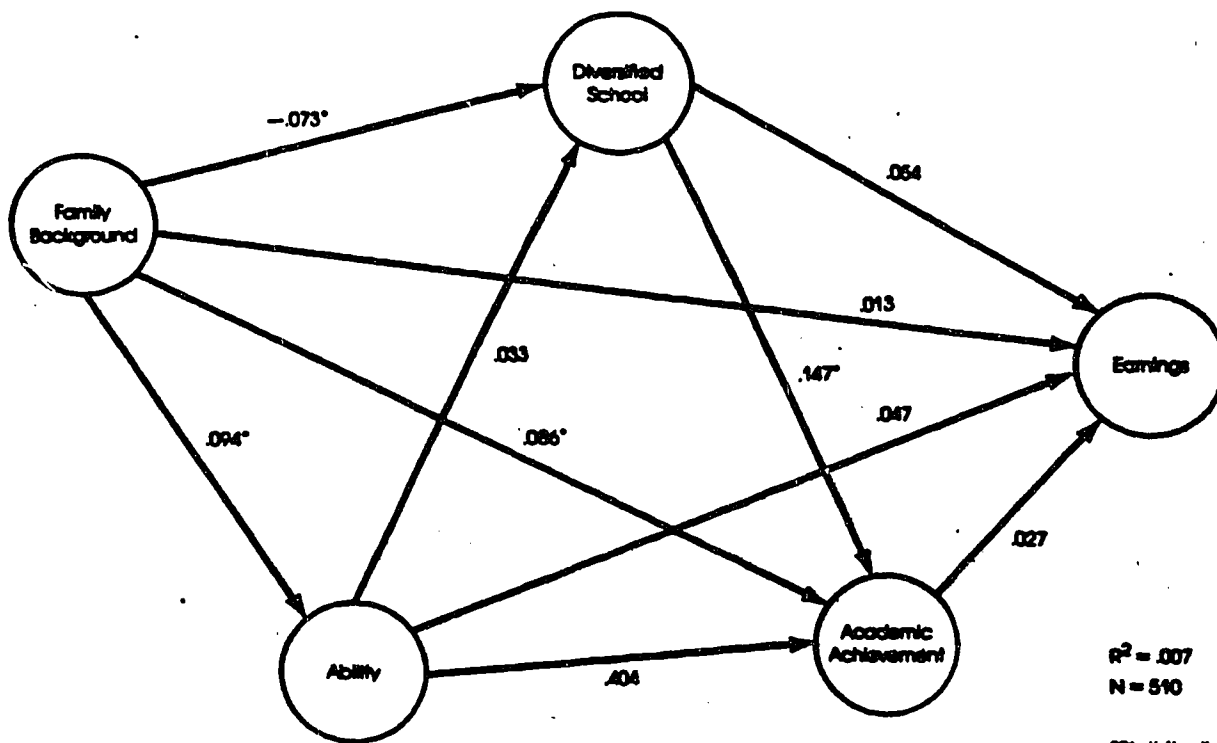 Diversified
School
—.073*
Family
Background
.054
.013
.033
.147*
Earnings
.047
.094*
.086*
.027
Academic
Achievement
Ability
.404
R² = .007
N = 510